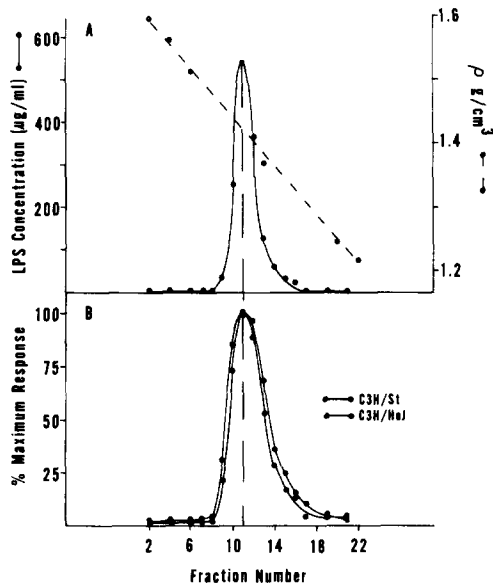 A
B
LPS Concentration (µg/ml)
600
400
200
ρ g/cm3
1.6
1.4
1.2
% Maximum Response
100
75
50
25
C3H/St
C3H/HeJ
2 6 10 14 18 22
Fraction Number